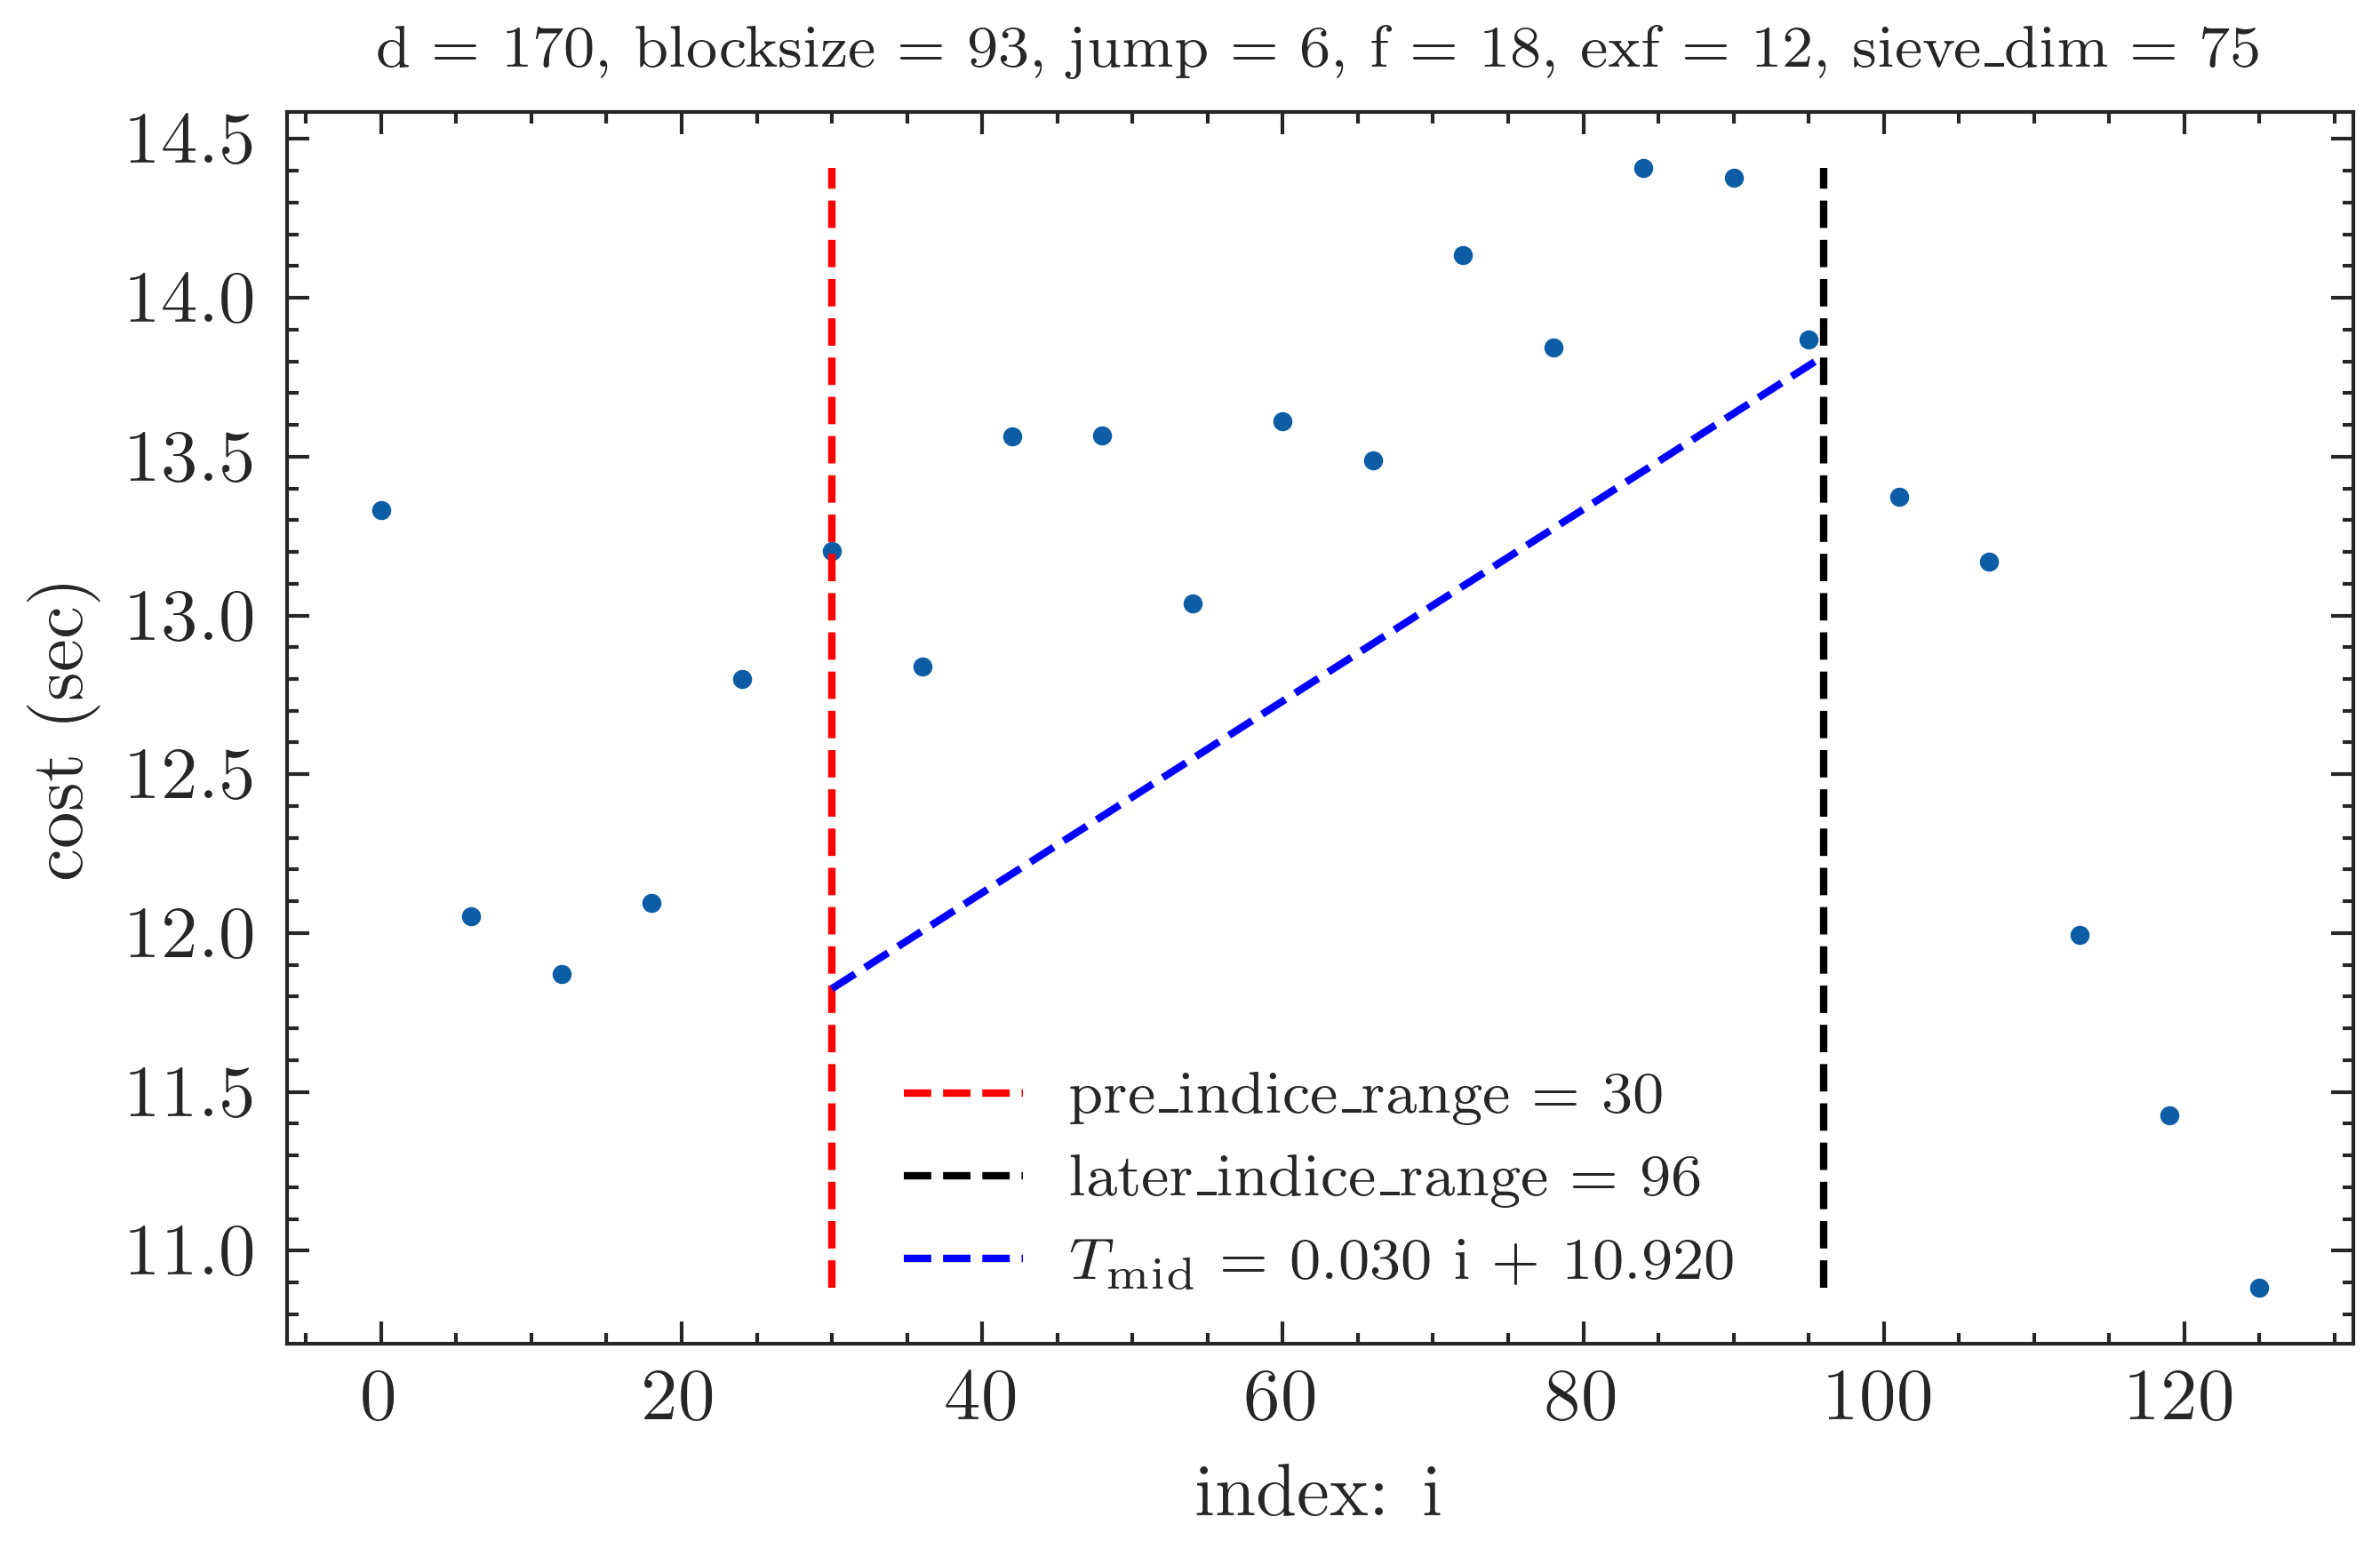 d = 170, blocksize = 93, jump = 6, f = 18, exf = 12, sieve_dim = 75
14.5
14.0
13.5
13.0
12.5
12.0
11.5
11.0
cost (sec)
pre_indice_range = 30
later_indice_range = 96
T_mid = 0.030 i + 10.920
0 20 40 60 80 100 120
index: i